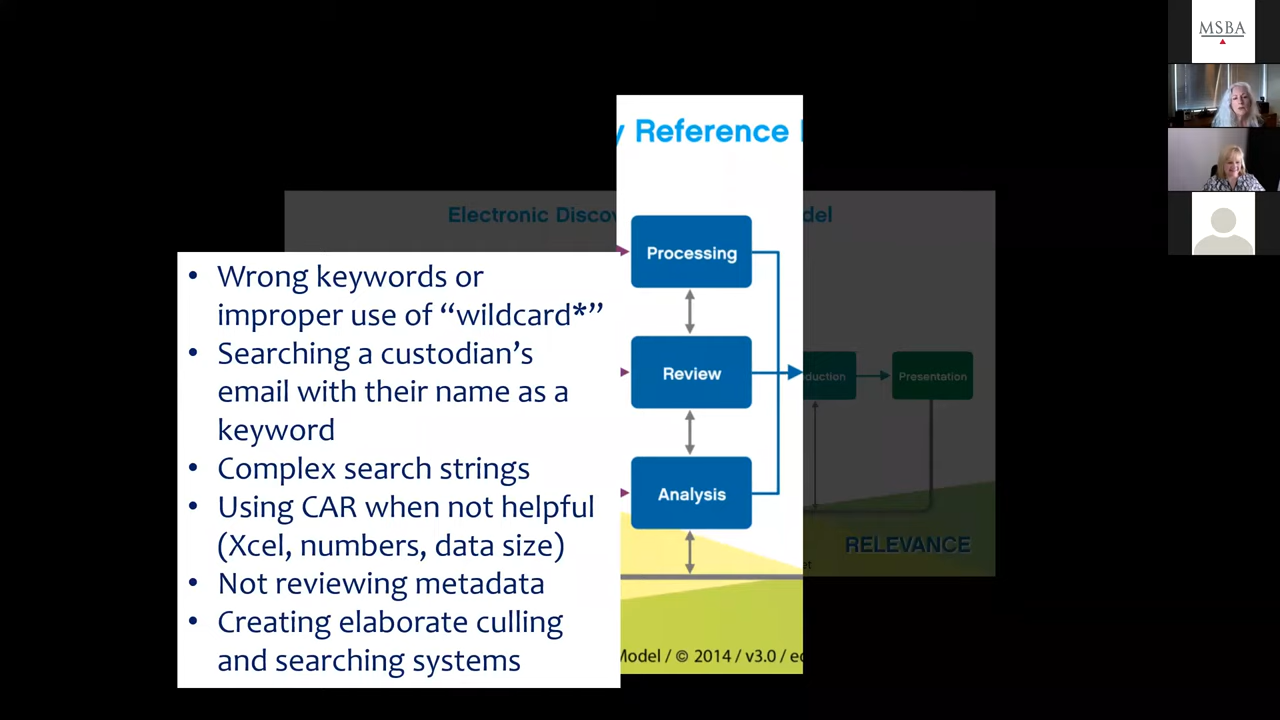 MSBA
y Reference
Electronic Discov
del
Processing
Review
Analysis
duction
Presentation
RELEVANCE
Model / © 2014 / v3.0 / ed
• Wrong keywords or
improper use of “wildcard*”
• Searching a custodian’s
email with their name as a
keyword
• Complex search strings
• Using CAR when not helpful
(Xcel, numbers, data size)
• Not reviewing metadata
• Creating elaborate culling
and searching systems